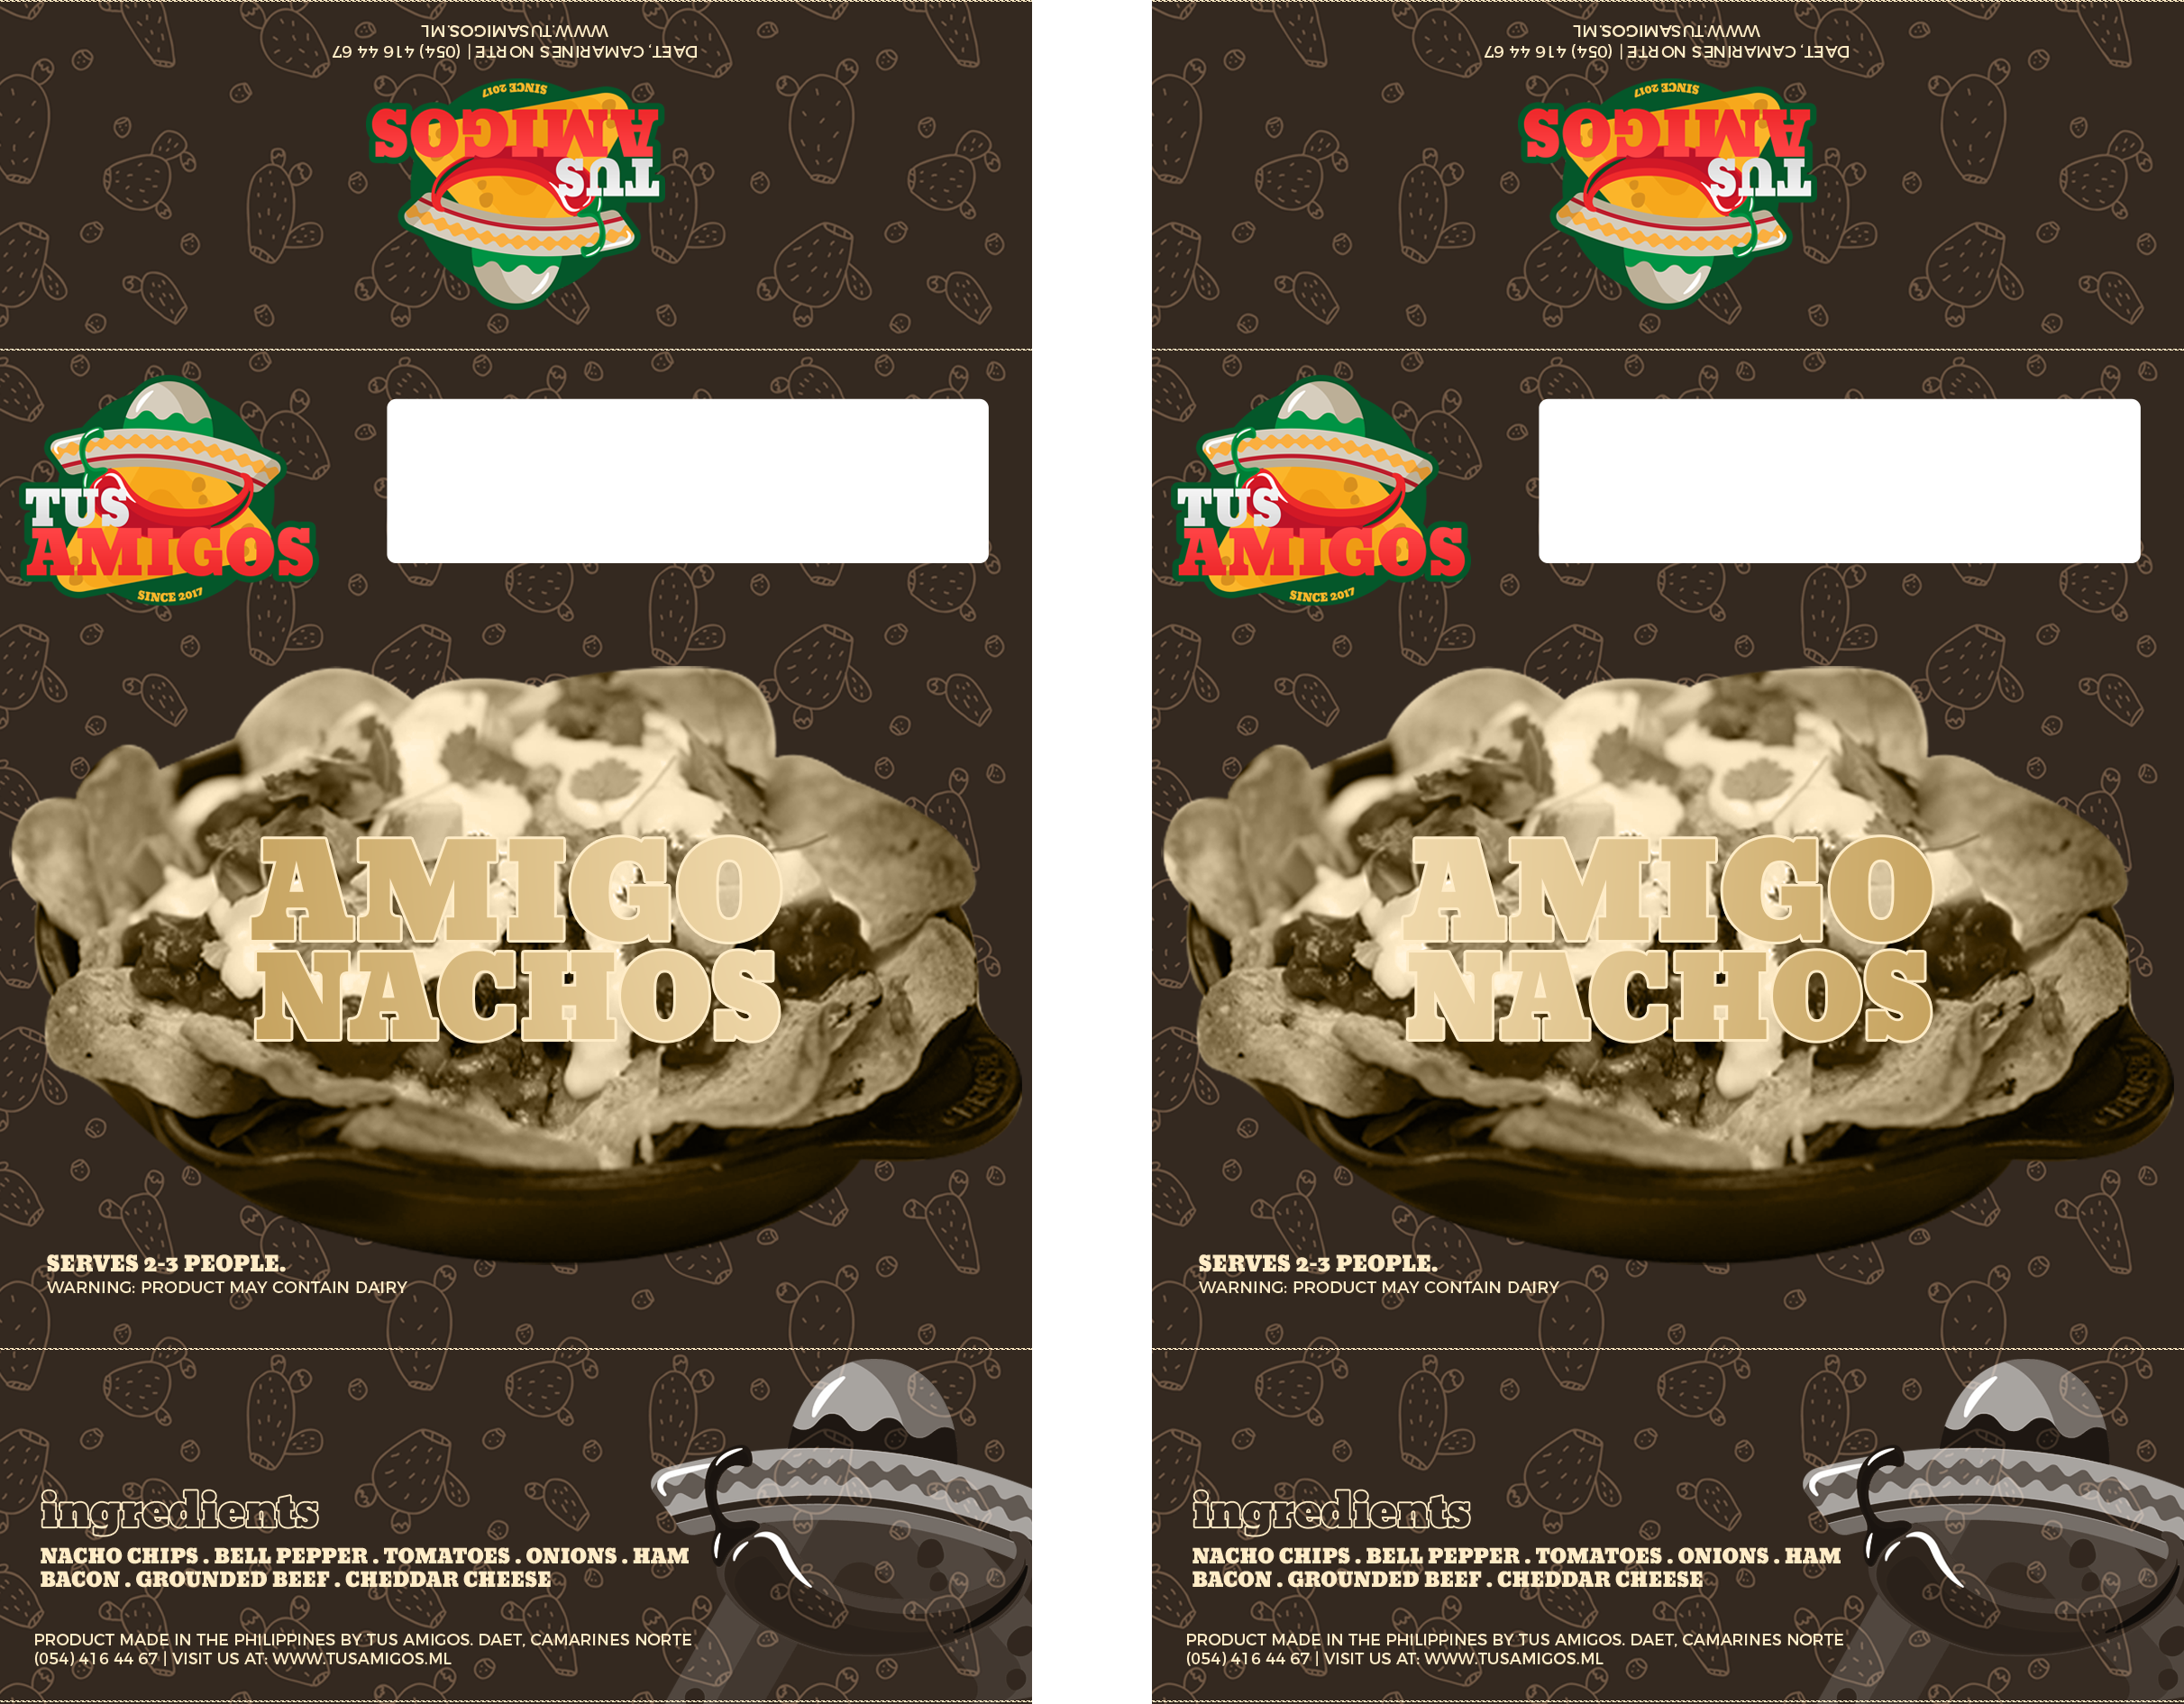 TUS
AMIGOS
SINCE 2017
DAET, CAMARINES NORTE | (054) 416 44 67
WWW.TUSAMIGOS.ML
TUS
AMIGOS
SINCE 2017
AMIGO
NACHOS
SERVES 2-3 PEOPLE.
WARNING: PRODUCT MAY CONTAIN DAIRY
ingredients
NACHO CHIPS . BELL PEPPER . TOMATOES . ONIONS . HAM
BACON . GROUNDED BEEF . CHEDDAR CHEESE
PRODUCT MADE IN THE PHILIPPINES BY TUS AMIGOS. DAET, CAMARINES NORTE
(054) 416 44 67 | VISIT US AT: WWW.TUSAMIGOS.ML
TUS
AMIGOS
SINCE 2017
DAET, CAMARINES NORTE | (054) 416 44 67
WWW.TUSAMIGOS.ML
TUS
AMIGOS
SINCE 2017
AMIGO
NACHOS
SERVES 2-3 PEOPLE.
WARNING: PRODUCT MAY CONTAIN DAIRY
ingredients
NACHO CHIPS . BELL PEPPER . TOMATOES . ONIONS . HAM
BACON . GROUNDED BEEF . CHEDDAR CHEESE
PRODUCT MADE IN THE PHILIPPINES BY TUS AMIGOS. DAET, CAMARINES NORTE
(054) 416 44 67 | VISIT US AT: WWW.TUSAMIGOS.ML